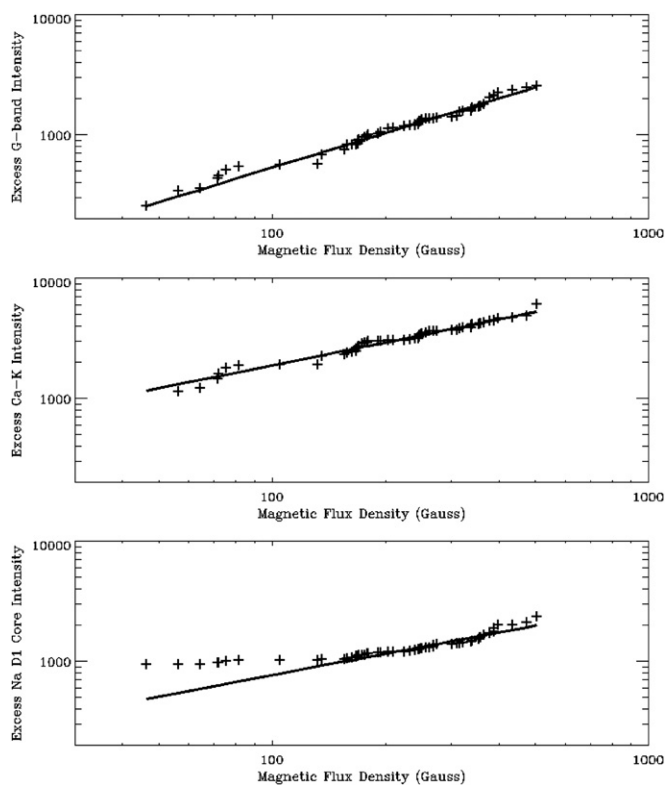 10000
1000
Excess G-band Intensity
100
1000
Magnetic Flux Density (Gauss)
10000
1000
Excess Ca-K Intensity
100
1000
Magnetic Flux Density (Gauss)
10000
1000
Excess Na D1 Core Intensity
100
1000
Magnetic Flux Density (Gauss)